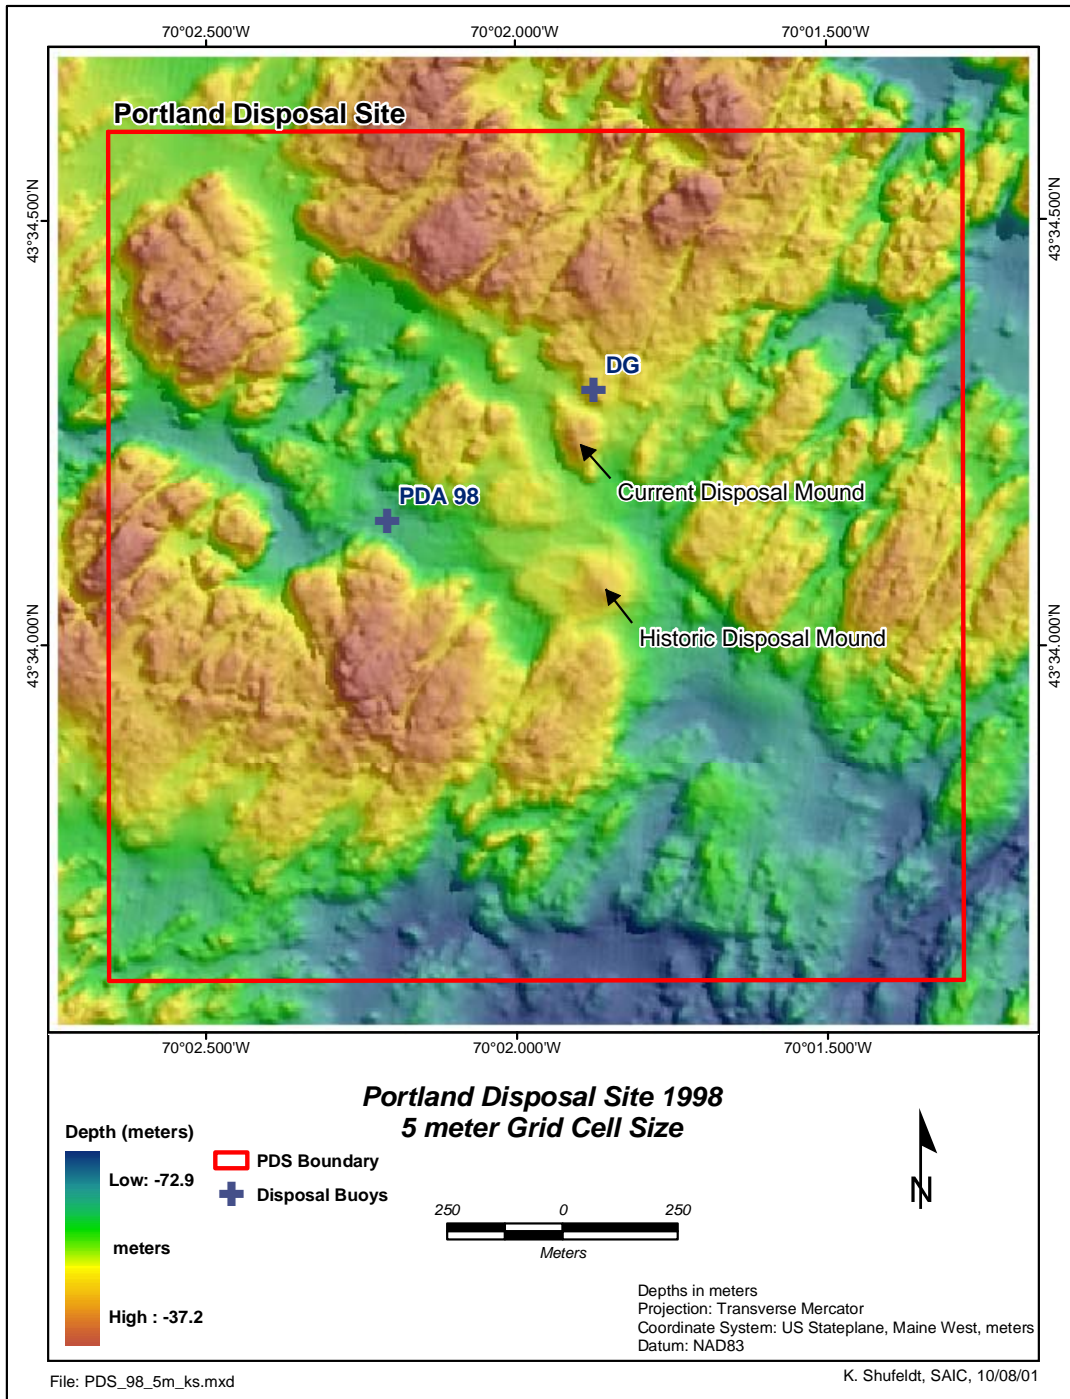 70°02.500'W
70°02.000'W
70°01.500'W
Portland Disposal Site
43°34.500'N
43°34.500'N
DG
Current Disposal Mound
PDA 98
Historic Disposal Mound
43°34.000'N
43°34.000'N
70°02.500'W
70°02.000'W
70°01.500'W
Portland Disposal Site 1998
5 meter Grid Cell Size
Depth (meters)
Low: -72.9
meters
High : -37.2
PDS Boundary
Disposal Buoys
250
0
250
Meters
N
Depths in meters
Projection: Transverse Mercator
Coordinate System: US Stateplane, Maine West, meters
Datum: NAD83
File: PDS_98_5m_ks.mxd
K. Shufeldt, SAIC, 10/08/01